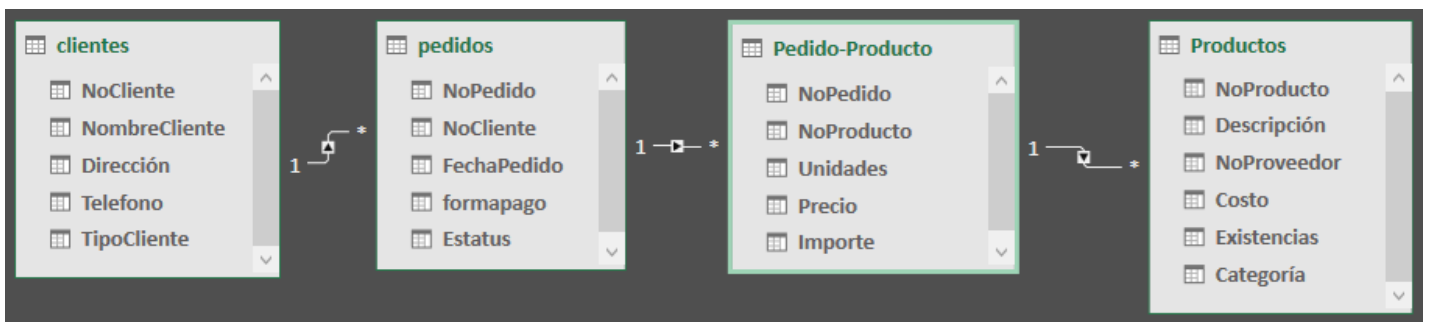 clientes
NoCliente
NombreCliente
Dirección
Telefono
TipoCliente
1
*
pedidos
NoPedido
NoCliente
FechaPedido
formapago
Estatus
1
*
Pedido-Producto
NoPedido
NoProducto
Unidades
Precio
Importe
1
*
Productos
NoProducto
Descripción
NoProveedor
Costo
Existencias
Categoría